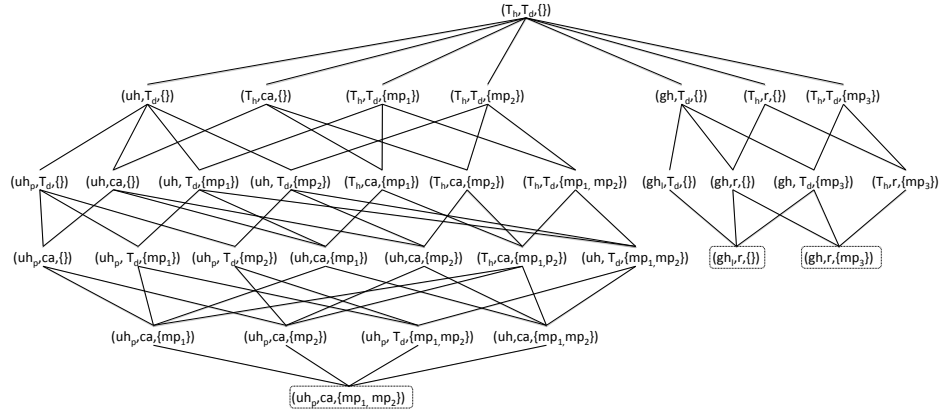 (T_h,T_d,{})
(uh,T_d,{}) (T_h,ca,{}) (T_h,T_d,{mp_1}) (T_h,T_d,{mp_2}) (gh,T_d,{}) (T_h,r,{}) (T_h,T_d,{mp_3})
(uh_p,T_d,{}) (uh,ca,{}) (uh, T_d,{mp_1}) (uh, T_d,{mp_2}) (T_h,ca,{mp_1}) (T_h,ca,{mp_2}) (T_h,T_d,{mp_1, mp_2}) (gh_l,T_d,{}) (gh,r,{}) (gh, T_d,{mp_3}) (T_h,r,{mp_3})
(uh_p,ca,{}) (uh_p, T_d,{mp_1}) (uh_p, T_d,{mp_2}) (uh,ca,{mp_1}) (uh,ca,{mp_2}) (T_h,ca,{mp_1,p_2}) (uh, T_d,{mp_1,mp_2}) (gh_l,r,{}) (gh,r,{mp_3})
(uh_p,ca,{mp_1}) (uh_p,ca,{mp_2}) (uh_p, T_d,{mp_1,mp_2}) (uh,ca,{mp_1,mp_2})
(uh_p,ca,{mp_1, mp_2})